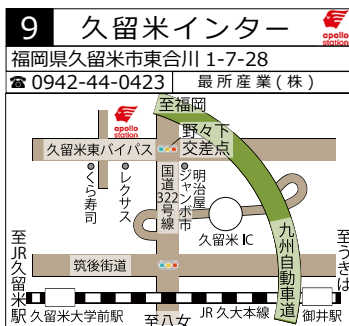 9 久留米インター apollo station
福岡県久留米市東合川 1-7-28
☎ 0942-44-0423 最所産業(株)
至福岡
apollo station
野々下
交差点
久留米東バイパス
くら寿司
レクサス
国道322号線
ジャンボ市
明治屋
久留米 IC
九州自動車道
至JR久留米駅
至うきは
筑後街道
久留米大学前駅
JR 久大本線
御井駅
至八女